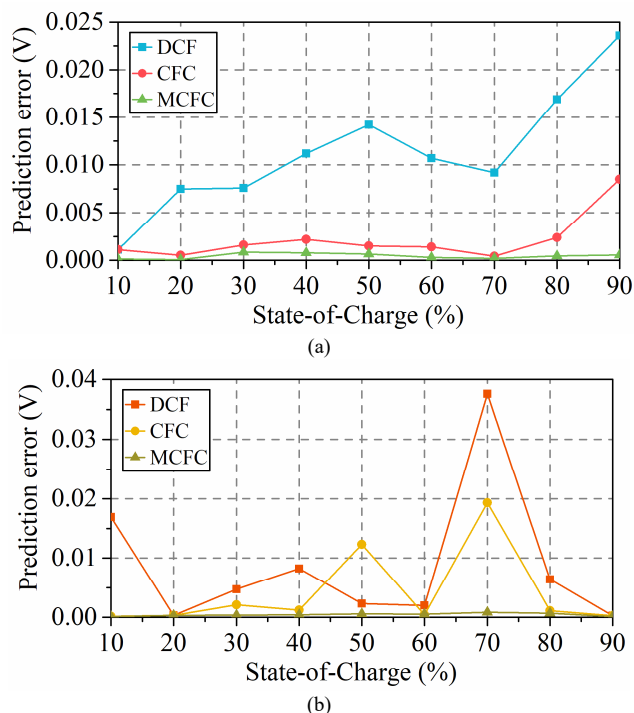 0.025
0.020
0.015
0.010
0.005
0.000
Prediction error (V)
DCF
CFC
MCFC
10 20 30 40 50 60 70 80 90
State-of-Charge (%)
(a)
0.04
0.03
0.02
0.01
0.00
Prediction error (V)
DCF
CFC
MCFC
10 20 30 40 50 60 70 80 90
State-of-Charge (%)
(b)